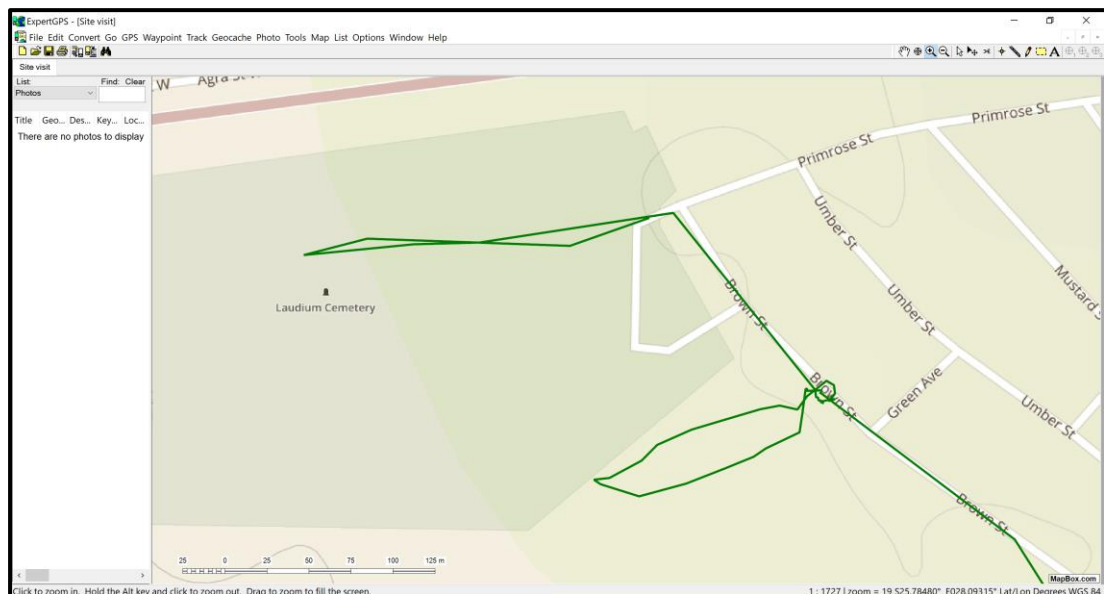 ExpertGPS - [Site visit]
File Edit Convert Go GPS Waypoint Track Geocache Photo Tools Map List Options Window Help
Site visit
List: Find: Clear
Photos
Title Geo... Des... Key... Loc...
There are no photos to display
W Agra St
Primrose St
Primrose St
Umber St
Mustard S
Umber St
Laudium Cemetery
Brown St
Brown St
Green Ave
Umber St
Brown St
25 0 25 50 75 100 125 m
MapBox.com
Click to zoom in. Hold the Alt key and click to zoom out. Drag to zoom to fill the screen.
1 : 1727 | zoom = 19 S25.78480° E028.09315° Lat/Lon Degrees WGS 84